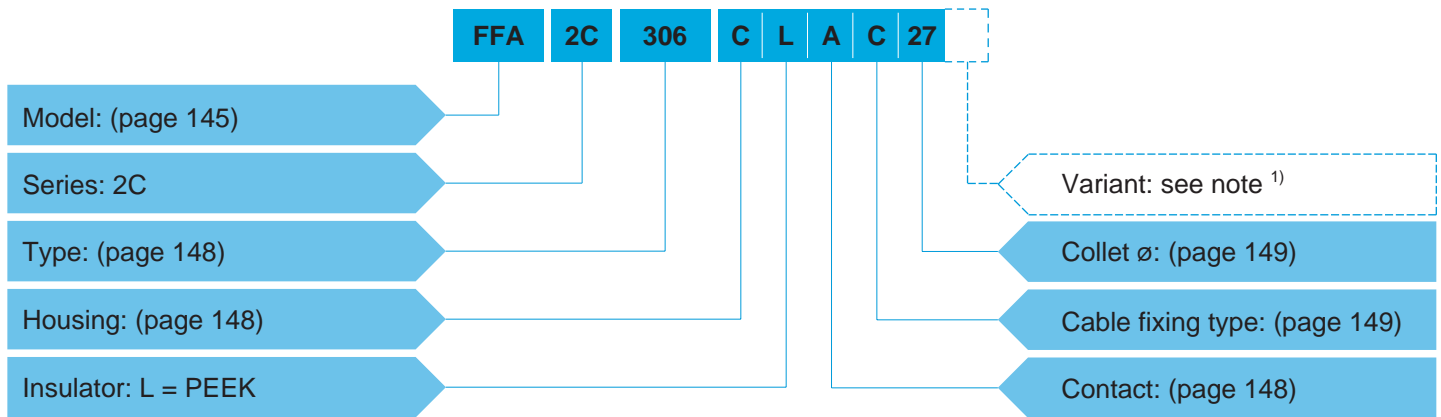 FFA 2C 306 C L A C 27
Model: (page 145)
Series: 2C
Variant: see note 1)
Type: (page 148)
Collet ø: (page 149)
Housing: (page 148)
Cable fixing type: (page 149)
Insulator: L = PEEK
Contact: (page 148)